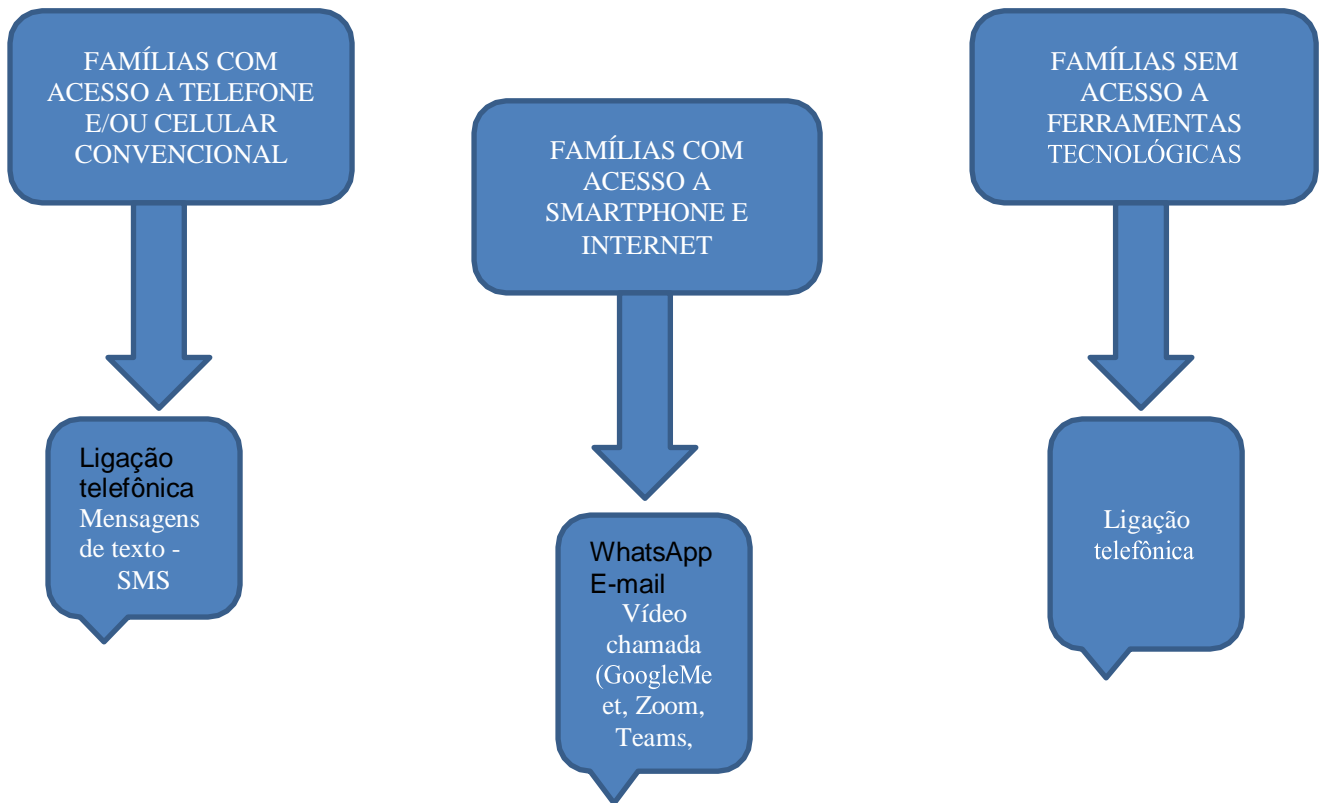 FAMÍLIAS COM
ACESSO A TELEFONE
E/OU CELULAR
CONVENCIONAL
Ligação
telefônica
Mensagens
de texto -
SMS
FAMÍLIAS COM
ACESSO A
SMARTPHONE E
INTERNET
WhatsApp
E-mail
Vídeo
chamada
(GoogleMe
et, Zoom,
Teams,
FAMÍLIAS SEM
ACESSO A
FERRAMENTAS
TECNOLÓGICAS
Ligação
telefônica